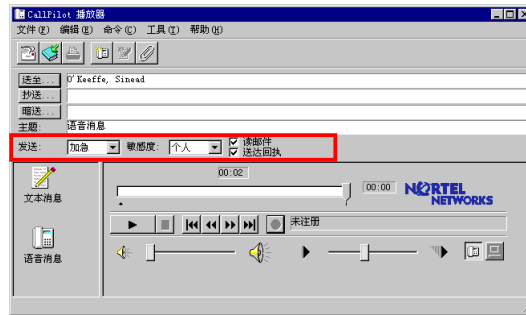 CallPilot 播放器
文件(F) 编辑(E) 命令(C) 工具(T) 帮助(H)
送至... O'Keeffe, Sinead
抄送...
暗送...
主题: 语音消息
发送: 加急 敏感度: 个人 读邮件
送达回执
00:02
文本消息
00:00 NORTEL
NETWORKS
未注册
语音消息